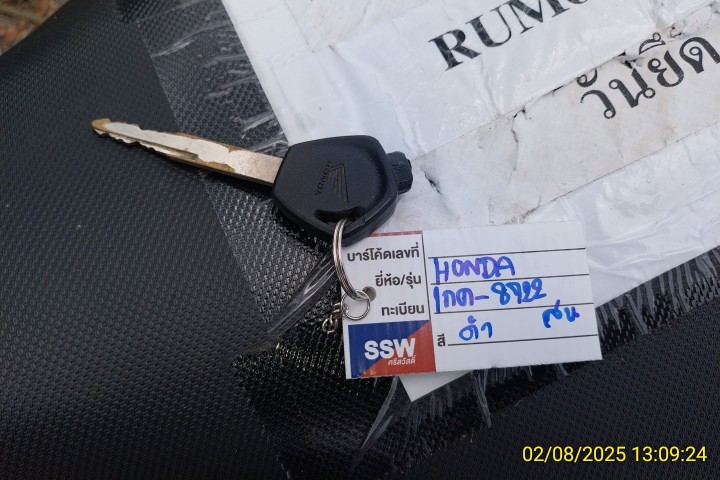 RUM
วันยึด
HONDA
บาร์โค้ดเลขที่
ยี่ห้อ/รุ่น HONDA
ทะเบียน 1กต-8922
สี ดำ
SSW
ศรีสวัสดิ์
02/08/2025 13:09:24